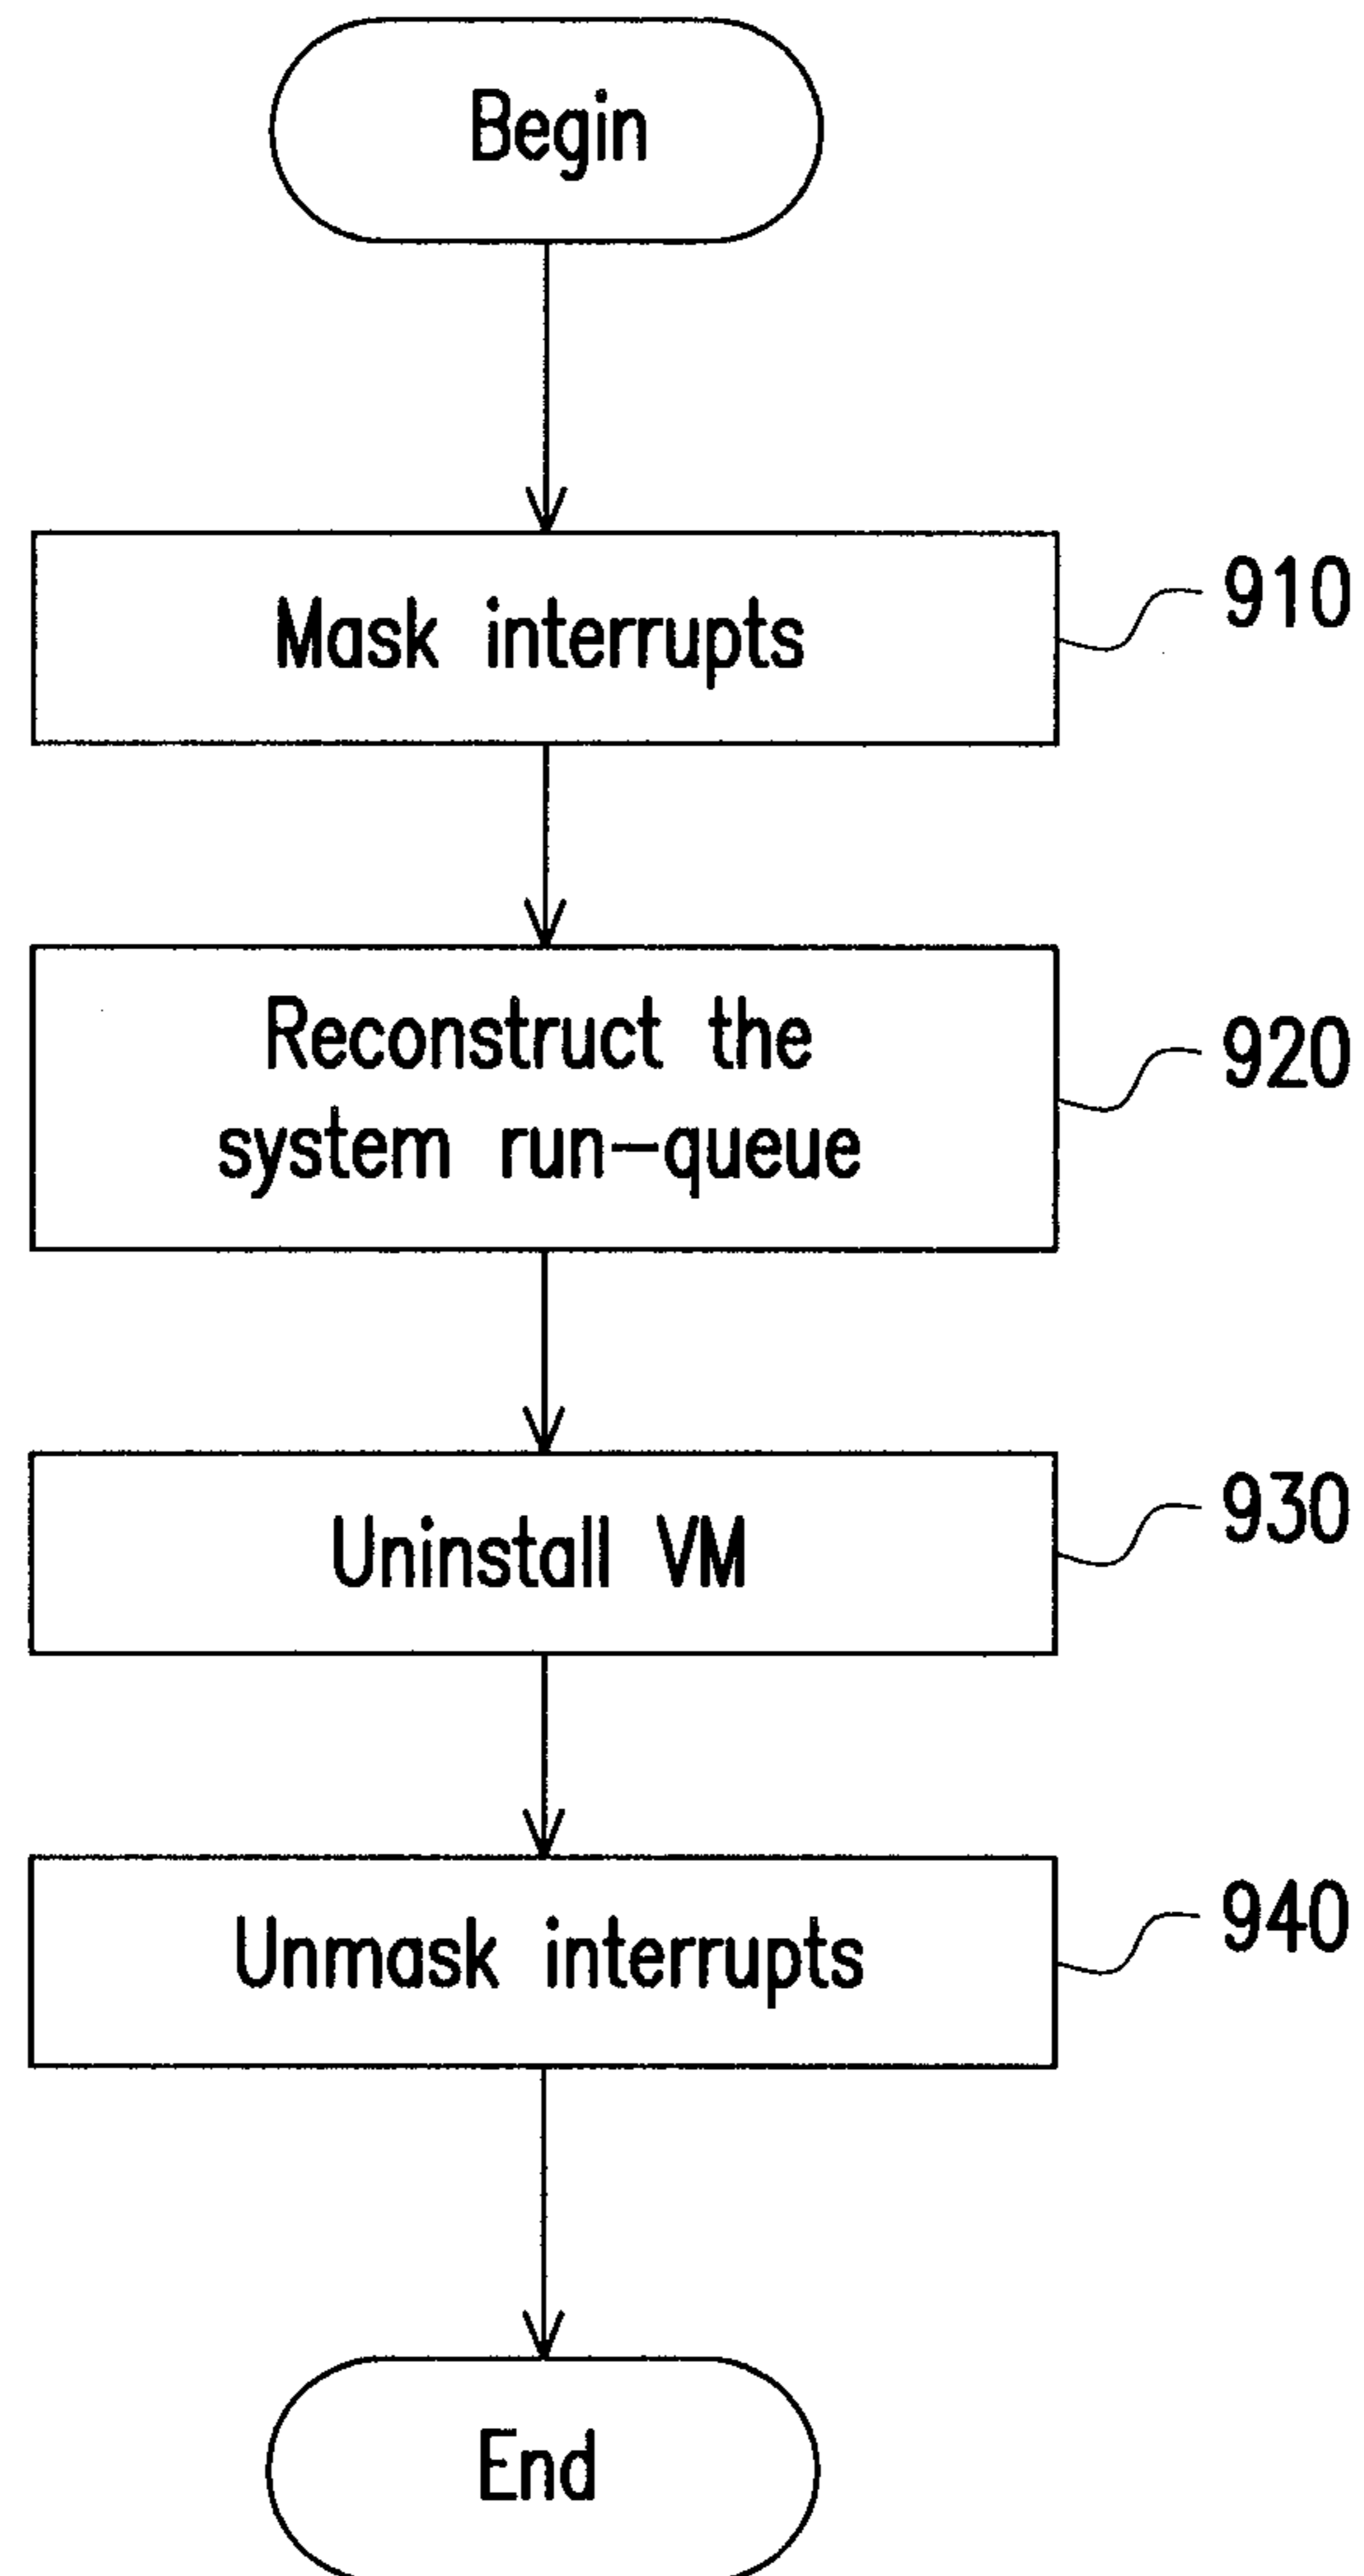 Begin
Mask interrupts
910
Reconstruct the
system run-queue
920
Uninstall VM
930
Unmask interrupts
940
End